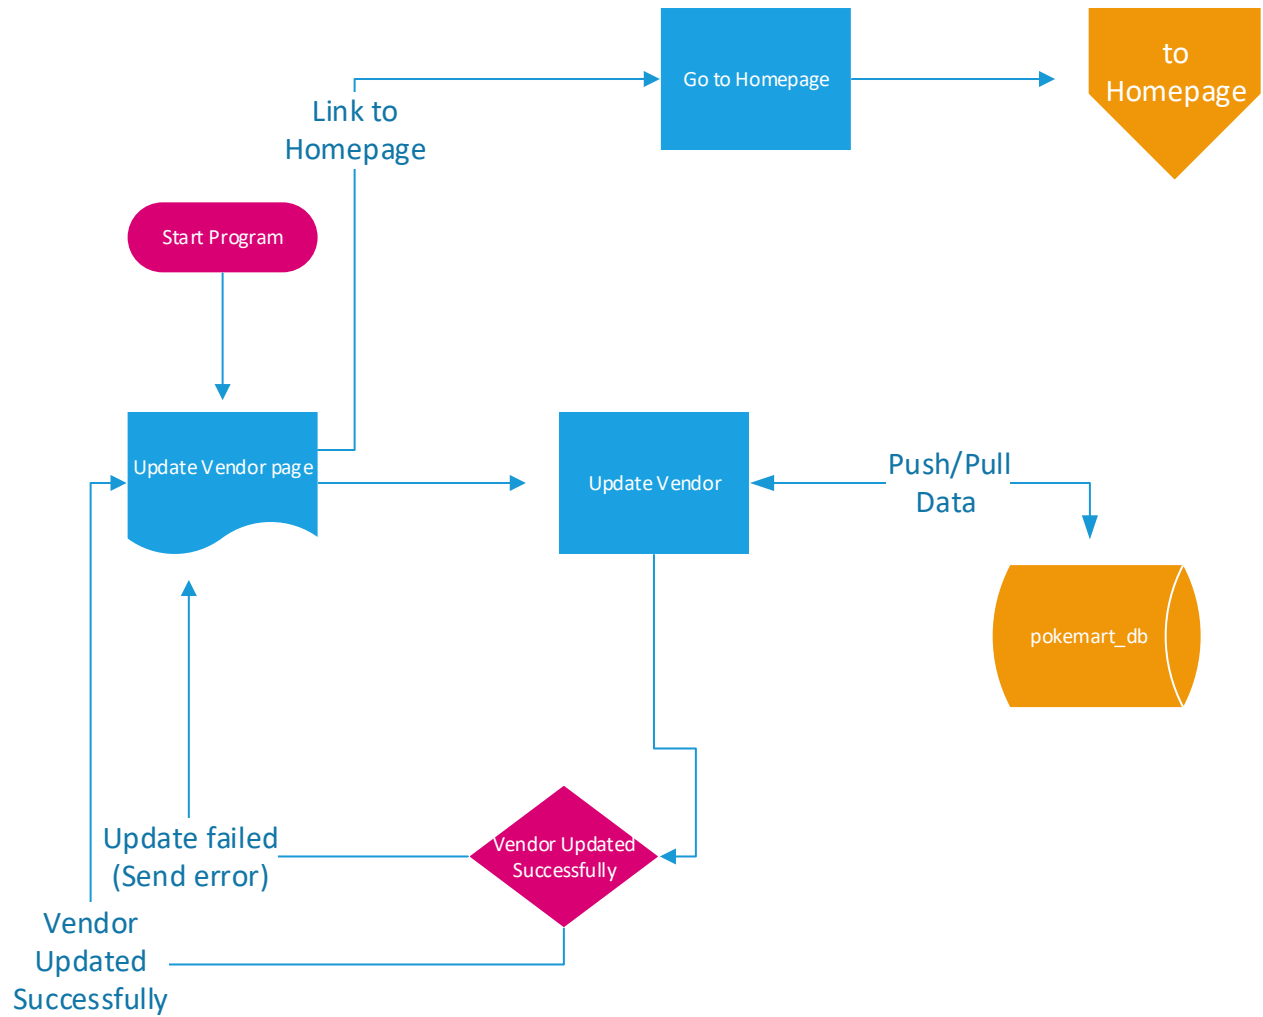 Go to Homepage
to
Homepage
Link to
Homepage
Start Program
Update Vendor page
Update Vendor
Push/Pull
Data
pokemart_db
Update failed
(Send error)
Vendor Updated
Successfully
Vendor
Updated
Successfully